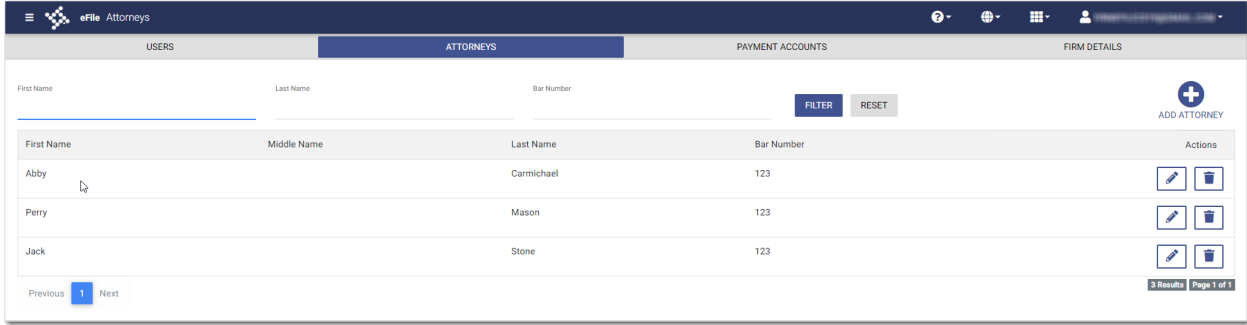 eFile Attorneys
USERS ATTORNEYS PAYMENT ACCOUNTS FIRM DETAILS
First Name Last Name Bar Number
FILTER RESET
ADD ATTORNEY
First Name Middle Name Last Name Bar Number Actions
Abby Carmichael 123
Perry Mason 123
Jack Stone 123
Previous 1 Next
3 Results Page 1 of 1